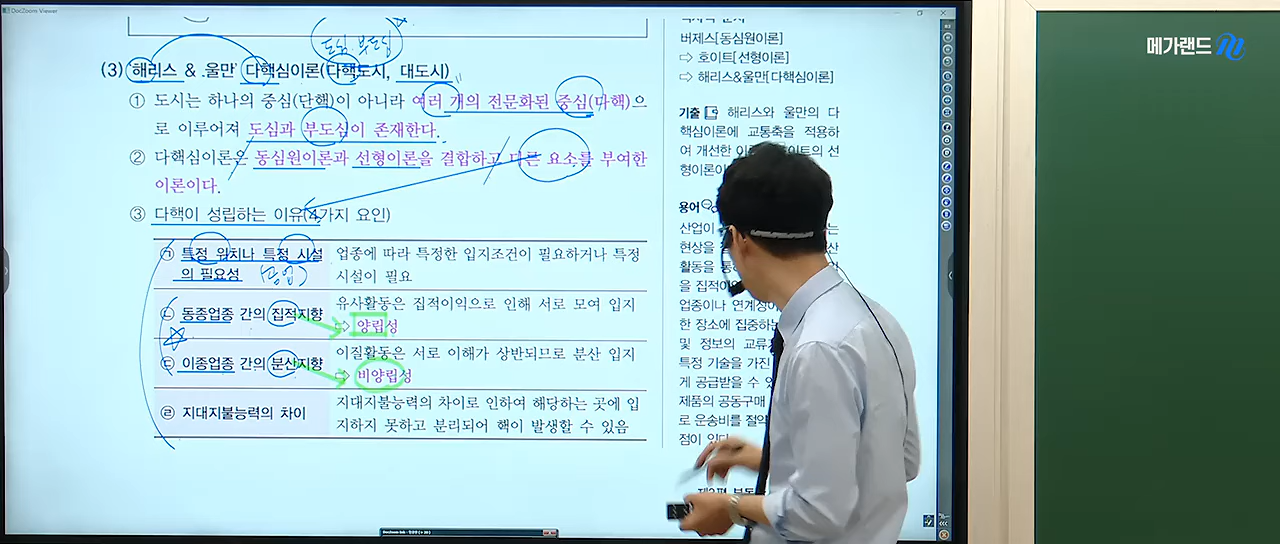 DocZoom Viewer
도심, 부도심
(3) '해리스 & 울만' 다핵심이론(다핵도시, 대도시)
① 도시는 하나의 중심(단핵)이 아니라 여러 개의 전문화된 중심(다핵)으
로 이루어져 도심과 부도심이 존재한다.
② 다핵심이론은 동심원이론과 선형이론을 결합하고 다른 요소를 부여한
이론이다.
③ 다핵이 성립하는 이유(4가지 요인)
㉠ 특정 위치나 특정 시설
의 필요성 (공업)
업종에 따라 특정한 입지조건이 필요하거나 특정
시설이 필요
㉡ 동종업종 간의 집적지향
유사활동은 집적이익으로 인해 서로 모여 입지
⇨ 양립성
㉢ 이종업종 간의 분산지향
이질활동은 서로 이해가 상반되므로 분산 입지
⇨ 비양립성
㉣ 지대지불능력의 차이
지대지불능력의 차이로 인하여 해당하는 곳에 입
지하지 못하고 분리되어 핵이 발생할 수 있음
버제스[동심원이론]
⇨ 호이트[선형이론]
⇨ 해리스&울만[다핵심이론]
기출 해리스와 울만의 다
핵심이론에 교통축을 적용하
여 개선한 이론이 호이트의 선
형이론이
용어
산업이
현상을
활동을 통
을 집적이
업종이나 연계성이
한 장소에 집중하는
및 정보의 교류
특정 기술을 가진
게 공급받을 수 있
제품의 공동구매
로 운송비를 절약
점이 있다
메가랜드